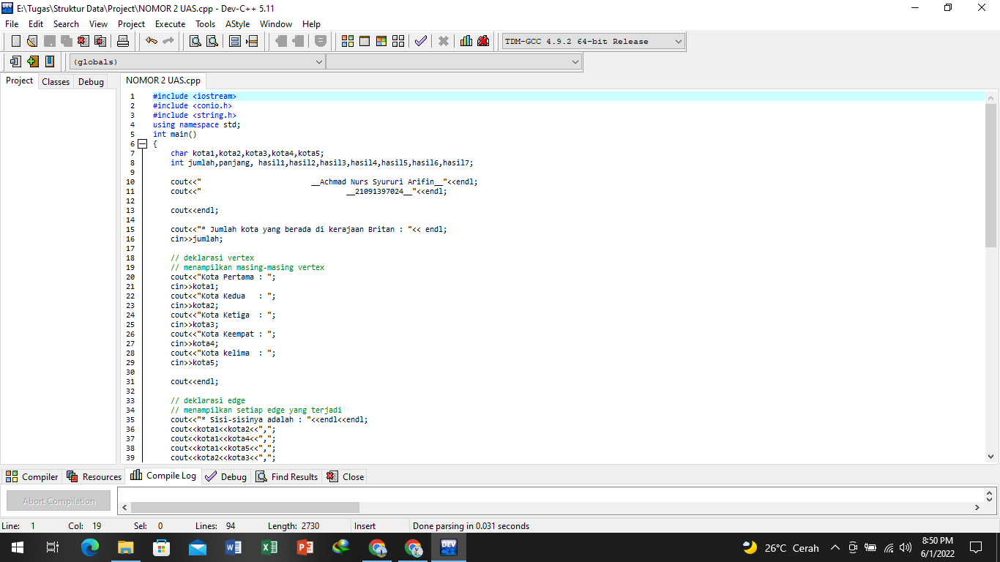 E:\Tugas\Struktur Data\Project\NOMOR 2 UAS.cpp - Dev-C++ 5.11
File Edit Search View Project Execute Tools AStyle Window Help
TDM-GCC 4.9.2 64-bit Release
(globals)
Project Classes Debug
NOMOR 2 UAS.cpp
1 #include <iostream>
2 #include <conio.h>
3 #include <string.h>
4 using namespace std;
5 int main()
6 {
7 char kota1,kota2,kota3,kota4,kota5;
8 int jumlah,panjang, hasil1,hasil2,hasil3,hasil4,hasil5,hasil6,hasil7;
9
10 cout<<"                         __Achmad Nurs Syururi Arifin__"<<endl;
11 cout<<"                                 __21091397024__"<<endl;
12
13 cout<<endl;
14
15 cout<<"* Jumlah kota yang berada di kerajaan Britan : "<< endl;
16 cin>>jumlah;
17
18 // deklarasi vertex
19 // menampilkan masing-masing vertex
20 cout<<"Kota Pertama : ";
21 cin>>kota1;
22 cout<<"Kota Kedua   : ";
23 cin>>kota2;
24 cout<<"Kota Ketiga  : ";
25 cin>>kota3;
26 cout<<"Kota Keempat : ";
27 cin>>kota4;
28 cout<<"Kota kelima  : ";
29 cin>>kota5;
30
31 cout<<endl;
32
33 // deklarasi edge
34 // menampilkan setiap edge yang terjadi
35 cout<<"* Sisi-sisinya adalah : "<<endl<<endl;
36 cout<<kota1<<kota2<<",";
37 cout<<kota1<<kota4<<",";
38 cout<<kota1<<kota5<<",";
39 cout<<kota2<<kota3<<",";
Compiler Resources Compile Log Debug Find Results Close
Abort Compilation
Line: 1 Col: 19 Sel: 0 Lines: 94 Length: 2730 Insert Done parsing in 0.031 seconds
26°C Cerah
8:50 PM
6/1/2022